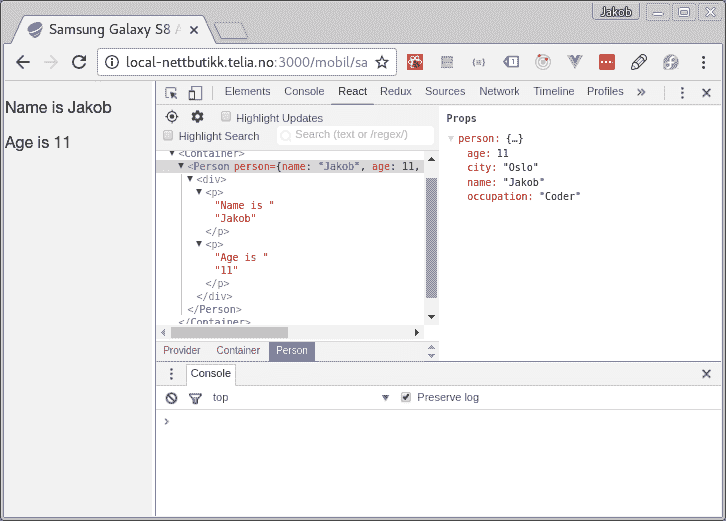 Jakob
Samsung Galaxy S8 A
local-nettbutikk.telia.no:3000/mobil/sa
Name is Jakob
Age is 11
Elements Console React Redux Sources Network Timeline Profiles »
Highlight Updates
Highlight Search Search (text or /regex/)
<Container>
<Person person={name: "Jakob", age: 11,
<div>
<p>
"Name is "
"Jakob"
</p>
<p>
"Age is "
"11"
</p>
</div>
</Person>
</Container>
Provider Container Person
Props
person: {…}
age: 11
city: "Oslo"
name: "Jakob"
occupation: "Coder"
Console
top Preserve log
>